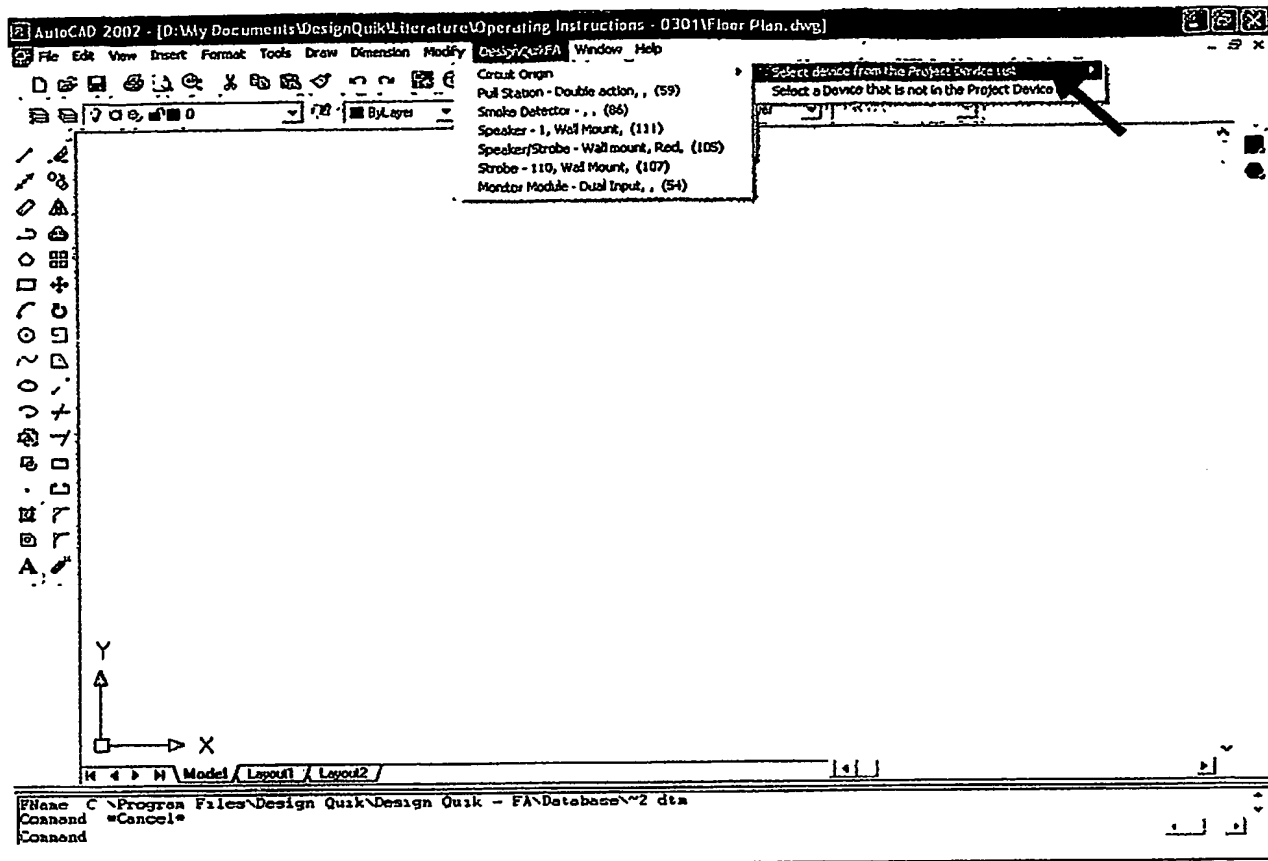 AutoCAD 2002 - [D:\My Documents\DesignQuik\Literature\Operating Instructions - 0301\Floor Plan.dwg]
File Edit View Insert Format Tools Draw Dimension Modify DesignQuikFA Window Help
Circuit Origin
Select device from the Project Device List
Pull Station - Double action, , (59)
Select a Device that is not in the Project Device
0
ByLayer
Smoke Detector - , , (86)
Speaker - 1, Wall Mount, (111)
Speaker/Strobe - Wall mount, Red, (105)
Strobe - 110, Wall Mount, (107)
Monitor Module - Dual Input, , (54)
A
Y
X
Model Layout1 Layout2
FName C \Program Files\Design Quik\Design Quik - FA\Database\~2 dtm
Command *Cancel*
Command